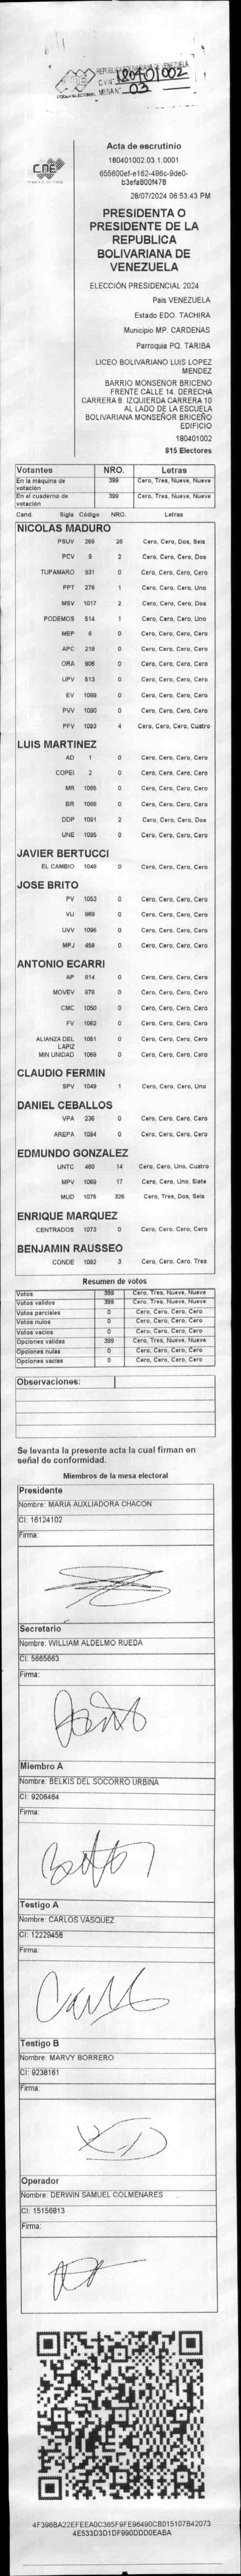 REPÚBLICA BOLIVARIANA DE VENEZUELA
C.V Nº 180401002
MESA Nº 03
PODER ELECTORAL
CNE
Acta de escrutinio
180401002.03.1.0001
655600ef-e162-496c-9de0-
b3efa800f478
28/07/2024 06:53:43 PM
PRESIDENTA O
PRESIDENTE DE LA
REPUBLICA
BOLIVARIANA DE
VENEZUELA
ELECCIÓN PRESIDENCIAL 2024
Pais VENEZUELA
Estado EDO. TACHIRA
Municipio MP. CARDENAS
Parroquia PQ. TARIBA
LICEO BOLIVARIANO LUIS LOPEZ
MENDEZ
BARRIO MONSEÑOR BRICEÑO
FRENTE CALLE 14. DERECHA
CARRERA 8. IZQUIERDA CARRERA 10
AL LADO DE LA ESCUELA
BOLIVARIANA MONSEÑOR BRICEÑO
EDIFICIO
180401002
815 Electores
Votantes NRO. Letras
En la máquina de votación 399 Cero, Tres, Nueve, Nueve
En el cuaderno de votación 399 Cero, Tres, Nueve, Nueve
Cand. Sigla Código NRO. Letras
NICOLAS MADURO
PSUV 269 26 Cero, Cero, Dos, Seis
PCV 9 2 Cero, Cero, Cero, Dos
TUPAMARO 931 0 Cero, Cero, Cero, Cero
PPT 276 1 Cero, Cero, Cero, Uno
MSV 1017 2 Cero, Cero, Cero, Dos
PODEMOS 514 1 Cero, Cero, Cero, Uno
MEP 6 0 Cero, Cero, Cero, Cero
APC 218 0 Cero, Cero, Cero, Cero
ORA 906 0 Cero, Cero, Cero, Cero
UPV 513 0 Cero, Cero, Cero, Cero
EV 1089 0 Cero, Cero, Cero, Cero
PVV 1090 0 Cero, Cero, Cero, Cero
PFV 1093 4 Cero, Cero, Cero, Cuatro
LUIS MARTINEZ
AD 1 0 Cero, Cero, Cero, Cero
COPEI 2 0 Cero, Cero, Cero, Cero
MR 1065 0 Cero, Cero, Cero, Cero
BR 1066 0 Cero, Cero, Cero, Cero
DDP 1091 2 Cero, Cero, Cero, Dos
UNE 1095 0 Cero, Cero, Cero, Cero
JAVIER BERTUCCI
EL CAMBIO 1046 0 Cero, Cero, Cero, Cero
JOSE BRITO
PV 1053 0 Cero, Cero, Cero, Cero
VU 969 0 Cero, Cero, Cero, Cero
UVV 1096 0 Cero, Cero, Cero, Cero
MPJ 458 0 Cero, Cero, Cero, Cero
ANTONIO ECARRI
AP 914 0 Cero, Cero, Cero, Cero
MOVEV 979 0 Cero, Cero, Cero, Cero
CMC 1050 0 Cero, Cero, Cero, Cero
FV 1062 0 Cero, Cero, Cero, Cero
ALIANZA DEL LAPIZ 1051 0 Cero, Cero, Cero, Cero
MIN UNIDAD 1068 0 Cero, Cero, Cero, Cero
CLAUDIO FERMIN
SPV 1049 1 Cero, Cero, Cero, Uno
DANIEL CEBALLOS
VPA 236 0 Cero, Cero, Cero, Cero
AREPA 1094 0 Cero, Cero, Cero, Cero
EDMUNDO GONZALEZ
UNTC 460 14 Cero, Cero, Uno, Cuatro
MPV 1069 17 Cero, Cero, Uno, Siete
MUD 1075 326 Cero, Tres, Dos, Seis
ENRIQUE MARQUEZ
CENTRADOS 1073 0 Cero, Cero, Cero, Cero
BENJAMIN RAUSSEO
CONDE 1092 3 Cero, Cero, Cero, Tres
Resumen de votos
Votos 399 Cero, Tres, Nueve, Nueve
Votos validos 399 Cero, Tres, Nueve, Nueve
Votos parciales 0 Cero, Cero, Cero, Cero
Votos nulos 0 Cero, Cero, Cero, Cero
Votos vacios 0 Cero, Cero, Cero, Cero
Opciones validas 399 Cero, Tres, Nueve, Nueve
Opciones nulas 0 Cero, Cero, Cero, Cero
Opciones vacias 0 Cero, Cero, Cero, Cero
Observaciones:
Se levanta la presente acta la cual firman en
señal de conformidad.
Miembros de la mesa electoral
Presidente
Nombre: MARIA AUXLIADORA CHACON
CI: 16124102
Firma:
Secretario
Nombre: WILLIAM ALDELMO RUEDA
CI: 5665663
Firma:
Miembro A
Nombre: BELKIS DEL SOCORRO URBINA
CI: 9206464
Firma:
Testigo A
Nombre: CARLOS VASQUEZ
CI: 12229458
Firma:
Testigo B
Nombre: MARVY BORRERO
CI: 9238161
Firma:
Operador
Nombre: DERWIN SAMUEL COLMENARES
CI: 15156813
Firma:
4F396BA22EFEEA0C365F9FE96490CB015107B42073
4E533D3D1DF990DDD0EABA